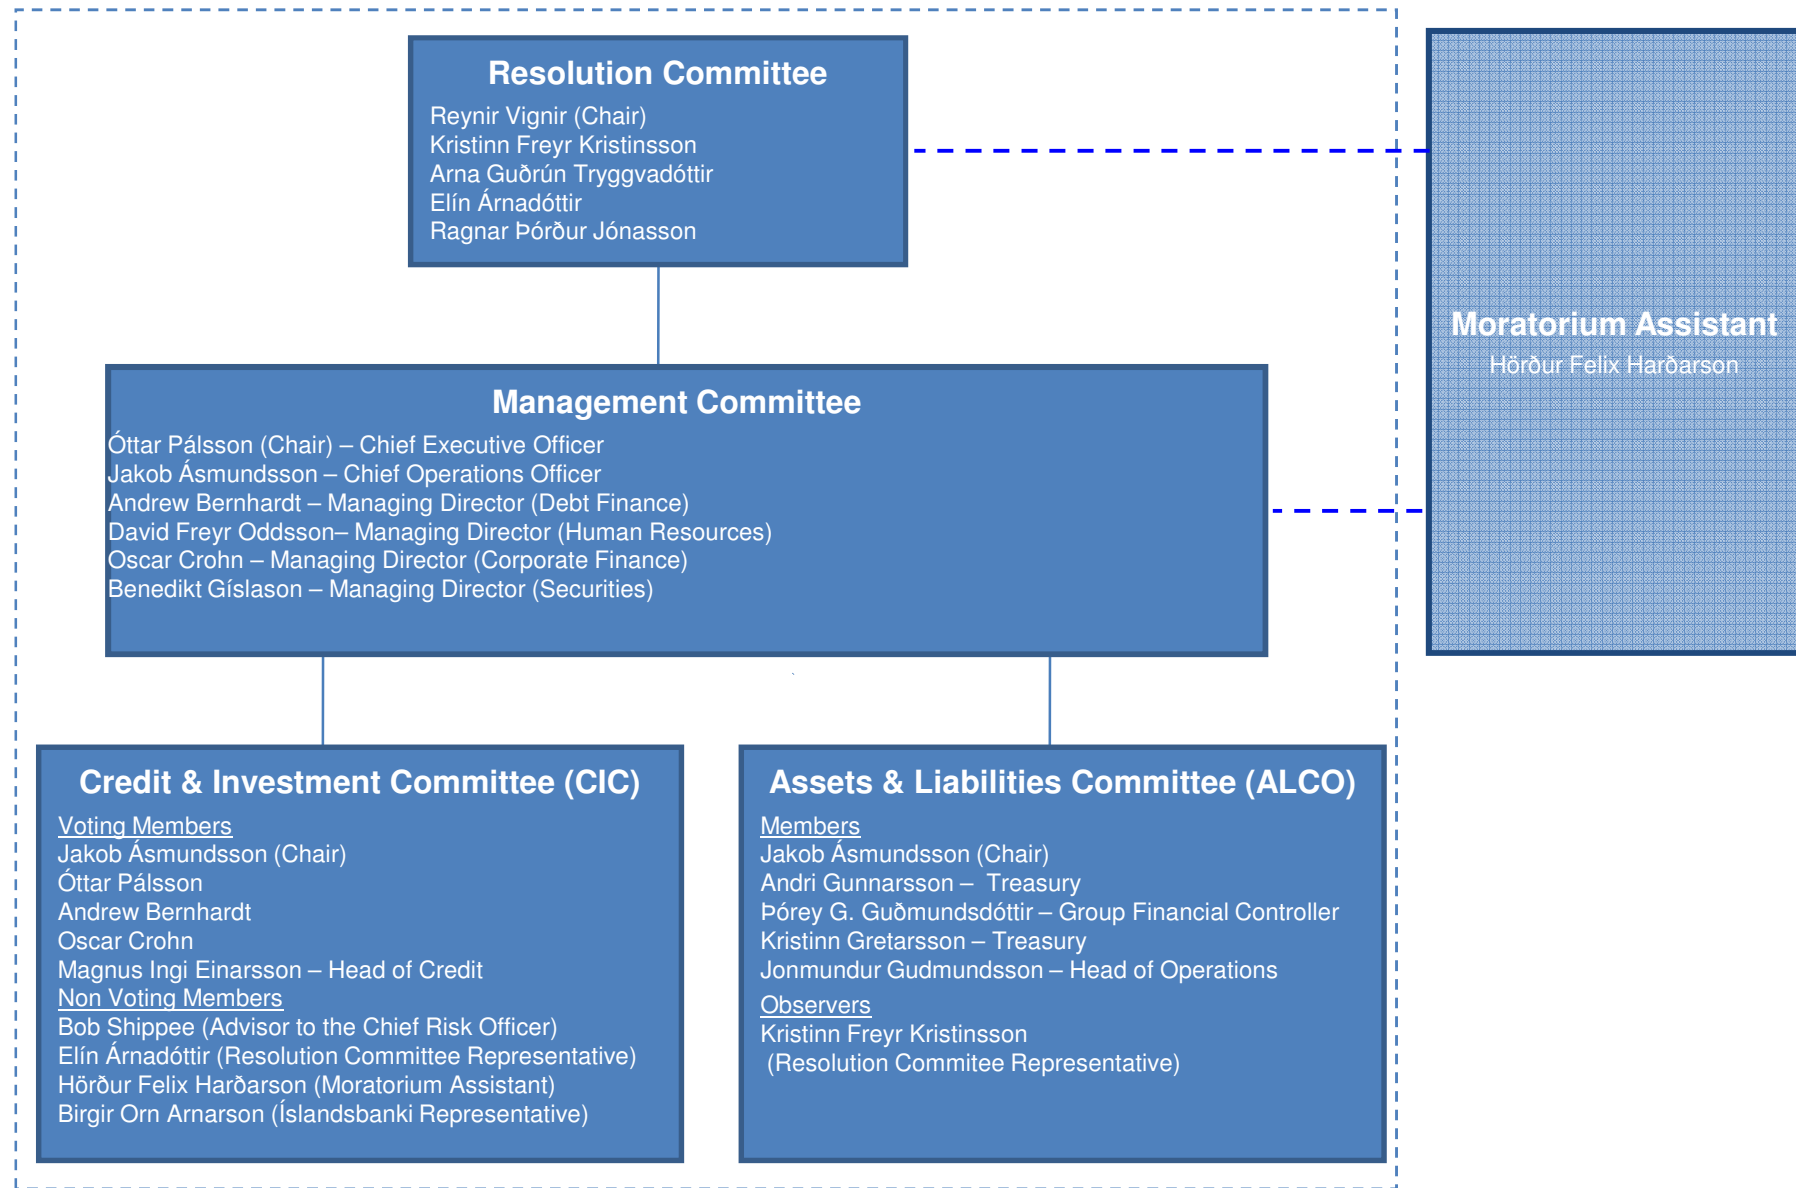 Resolution Committee
Reynir Vignir (Chair)
Kristinn Freyr Kristinsson
Arna Guðrún Tryggvadóttir
Elín Árnadóttir
Ragnar Þórður Jónasson
Moratorium Assistant
Hörður Felix Harðarson
Management Committee
Óttar Pálsson (Chair) – Chief Executive Officer
Jakob Ásmundsson – Chief Operations Officer
Andrew Bernhardt – Managing Director (Debt Finance)
David Freyr Oddsson– Managing Director (Human Resources)
Oscar Crohn – Managing Director (Corporate Finance)
Benedikt Gíslason – Managing Director (Securities)
Credit & Investment Committee (CIC)
Voting Members
Jakob Ásmundsson (Chair)
Óttar Pálsson
Andrew Bernhardt
Oscar Crohn
Magnus Ingi Einarsson – Head of Credit
Non Voting Members
Bob Shippee (Advisor to the Chief Risk Officer)
Elín Árnadóttir (Resolution Committee Representative)
Hörður Felix Harðarson (Moratorium Assistant)
Birgir Orn Arnarson (Íslandsbanki Representative)
Assets & Liabilities Committee (ALCO)
Members
Jakob Ásmundsson (Chair)
Andri Gunnarsson – Treasury
Þórey G. Guðmundsdóttir – Group Financial Controller
Kristinn Gretarsson – Treasury
Jonmundur Gudmundsson – Head of Operations
Observers
Kristinn Freyr Kristinsson
(Resolution Commitee Representative)